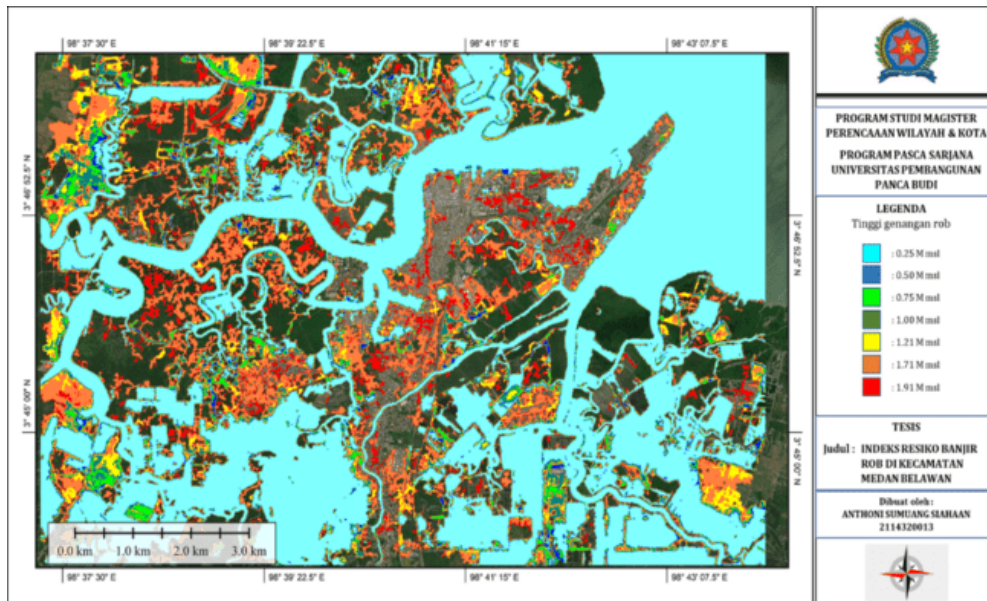 98° 37' 30" E
98° 39' 22.5" E
98° 41' 15" E
98° 43' 07.5" E
3° 46' 52.5" N
3° 46' 52.5" N
3° 45' 00" N
3° 45' 00" N
0.0 km 1.0 km 2.0 km 3.0 km
98° 37' 30" E
98° 39' 22.5" E
98° 41' 15" E
98° 43' 07.5" E
PROGRAM STUDI MAGISTER
PERENCAAAN WILAYAH & KOTA
PROGRAM PASCA SARJANA
UNIVERSITAS PEMBANGUNAN
PANCA BUDI
LEGENDA
Tinggi genangan rob
: 0.25 M msl
: 0.50 M msl
: 0.75 M msl
: 1.00 M msl
: 1.21 M msl
: 1.71 M msl
: 1.91 M msl
TESIS
Judul : INDEKS RESIKO BANJIR
ROB DI KECAMATAN
MEDAN BELAWAN
Dibuat oleh :
ANTHONI SUMUANG SIAHAAN
2114320013